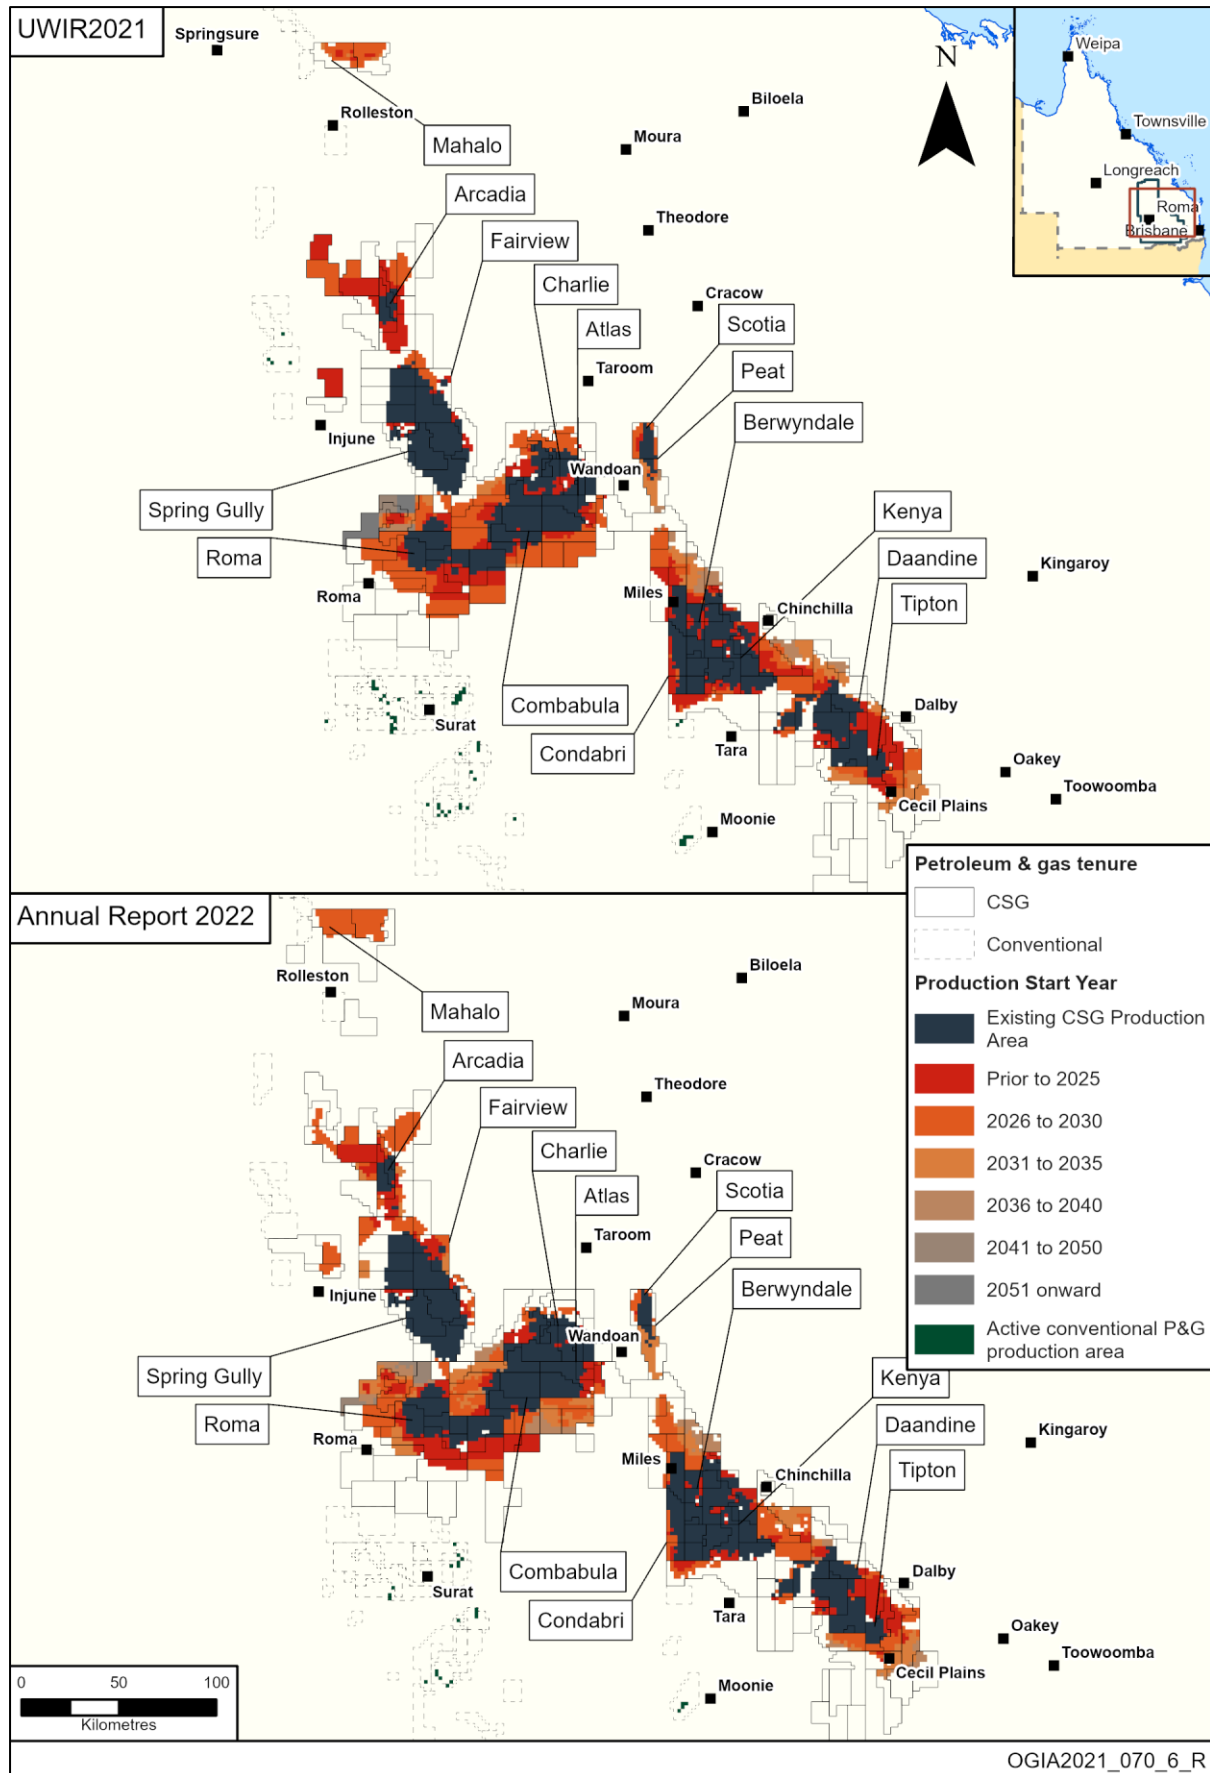 UWIR2021
Springsure
N
Weipa
Townsville
Longreach
Roma
Brisbane
Biloela
Rolleston
Moura
Mahalo
Arcadia
Theodore
Fairview
Charlie
Cracow
Scotia
Atlas
Taroom
Peat
Berwyndale
Injune
Wandoan
Spring Gully
Kenya
Roma
Daandine
Kingaroy
Roma
Miles
Tipton
Chinchilla
Combabula
Surat
Dalby
Condabri
Tara
Oakey
Toowoomba
Cecil Plains
Moonie
Petroleum & gas tenure
CSG
Conventional
Production Start Year
Existing CSG Production
Area
Prior to 2025
2026 to 2030
2031 to 2035
2036 to 2040
2041 to 2050
2051 onward
Active conventional P&G
production area
Annual Report 2022
Rolleston
Biloela
Moura
Mahalo
Arcadia
Theodore
Fairview
Charlie
Cracow
Scotia
Atlas
Taroom
Peat
Berwyndale
Injune
Wandoan
Spring Gully
Kenya
Roma
Daandine
Kingaroy
Roma
Miles
Tipton
Chinchilla
Combabula
Surat
Dalby
Condabri
Tara
Oakey
Toowoomba
Cecil Plains
Moonie
0 50 100
Kilometres
OGIA2021_070_6_R